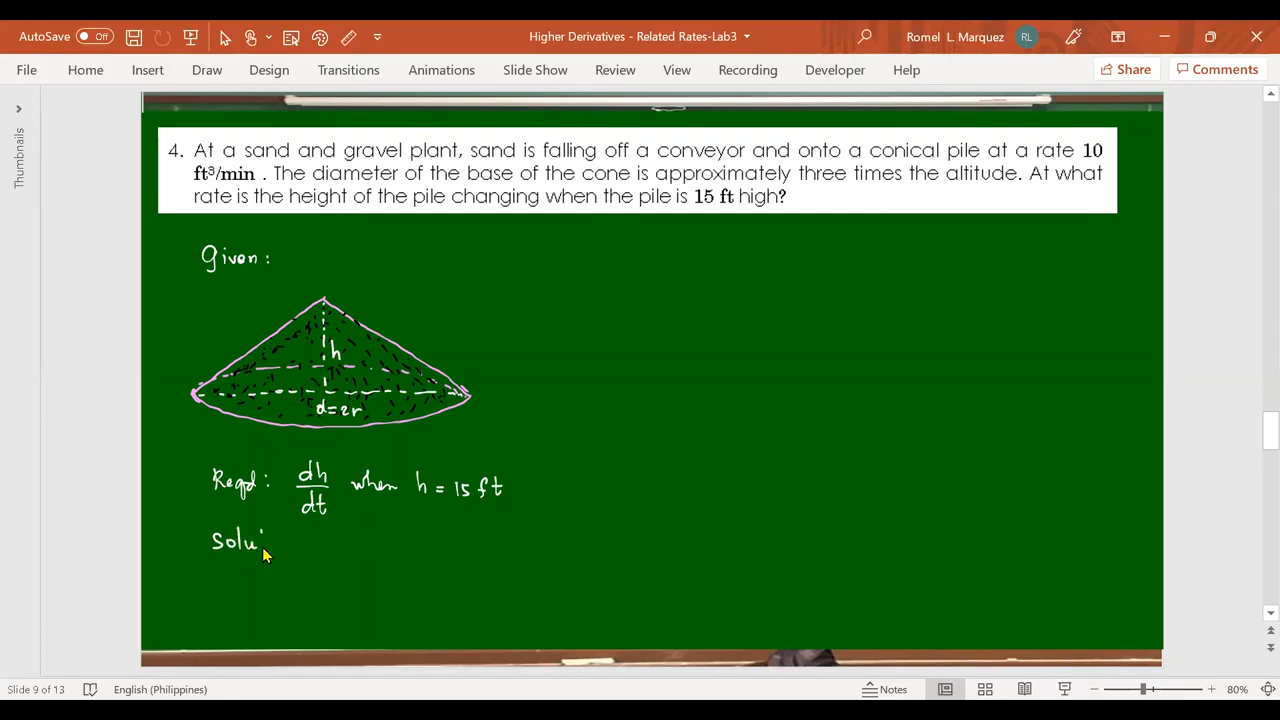 AutoSave Off
Higher Derivatives - Related Rates-Lab3
Romel L. Marquez RL
File Home Insert Draw Design Transitions Animations Slide Show Review View Recording Developer Help Share Comments
Thumbnails
4. At a sand and gravel plant, sand is falling off a conveyor and onto a conical pile at a rate 10
ft³/min . The diameter of the base of the cone is approximately three times the altitude. At what
rate is the height of the pile changing when the pile is 15 ft high?
Given:
h
d=2r
Reqd: dh/dt when h = 15 ft
Solu:
Slide 9 of 13 English (Philippines) Notes 80%